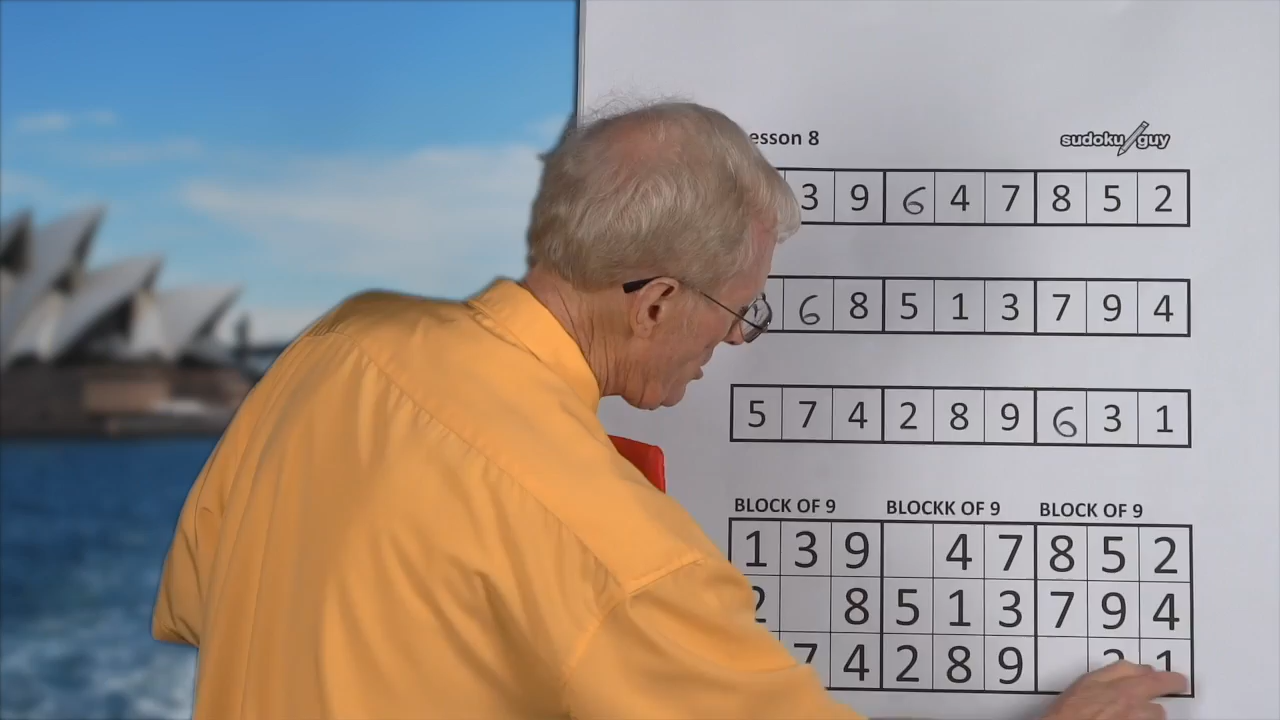 esson 8
sudoku guy
3 9 6 4 7 8 5 2
6 8 5 1 3 7 9 4
5 7 4 2 8 9 6 3 1
BLOCK OF 9 BLOCKK OF 9 BLOCK OF 9
1 3 9 4 7 8 5 2
2 8 5 1 3 7 9 4
7 4 2 8 9 3 1